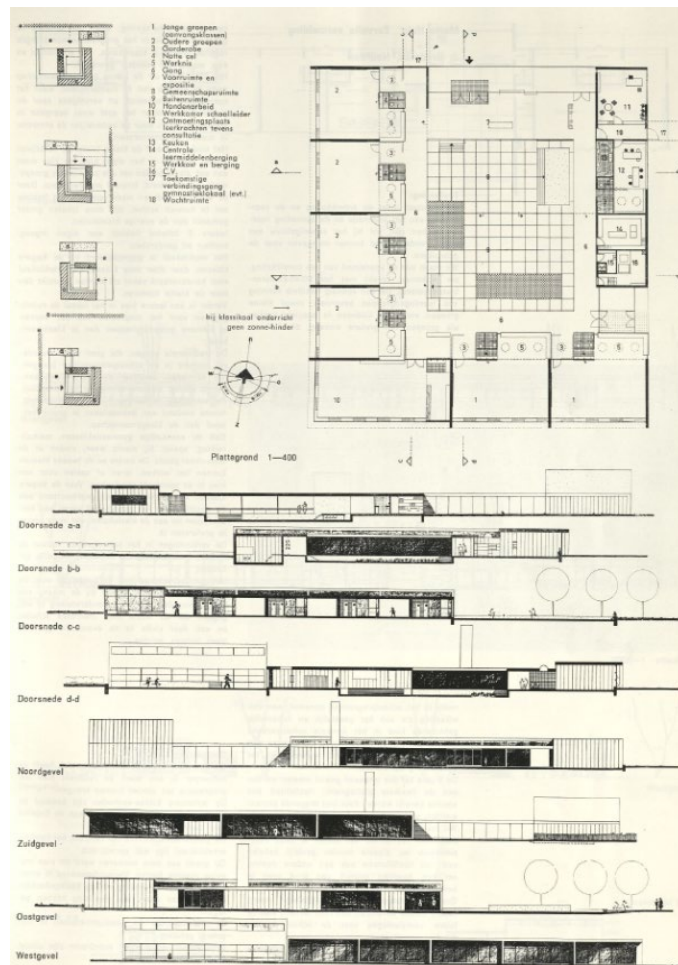 1 Jonge groepen
(aanvangsklassen)
2 Oudere groepen
3 Garderobe
4 Natte cel
5 Werknis
6 Gang
7 Voorruimte en
expositie
8 Gemeenschapsruimte
9 Buitenruimte
10 Handenarbeid
11 Werkkamer schoolleider
12 Ontmoetingsplaats
leerkrachten tevens
consultatie
13 Keuken
14 Centrale
leermiddelenberging
15 Werkkast en berging
16 C.V.
17 Toekomstige
verbindingsgang
gymnastieklokaal (evt.)
18 Wachtruimte
bij klassikaal onderricht
geen zonne-hinder
Plattegrond 1—400
Doorsnede a-a
Doorsnede b-b
Doorsnede c-c
Doorsnede d-d
Noordgevel
Zuidgevel
Oostgevel
Westgevel